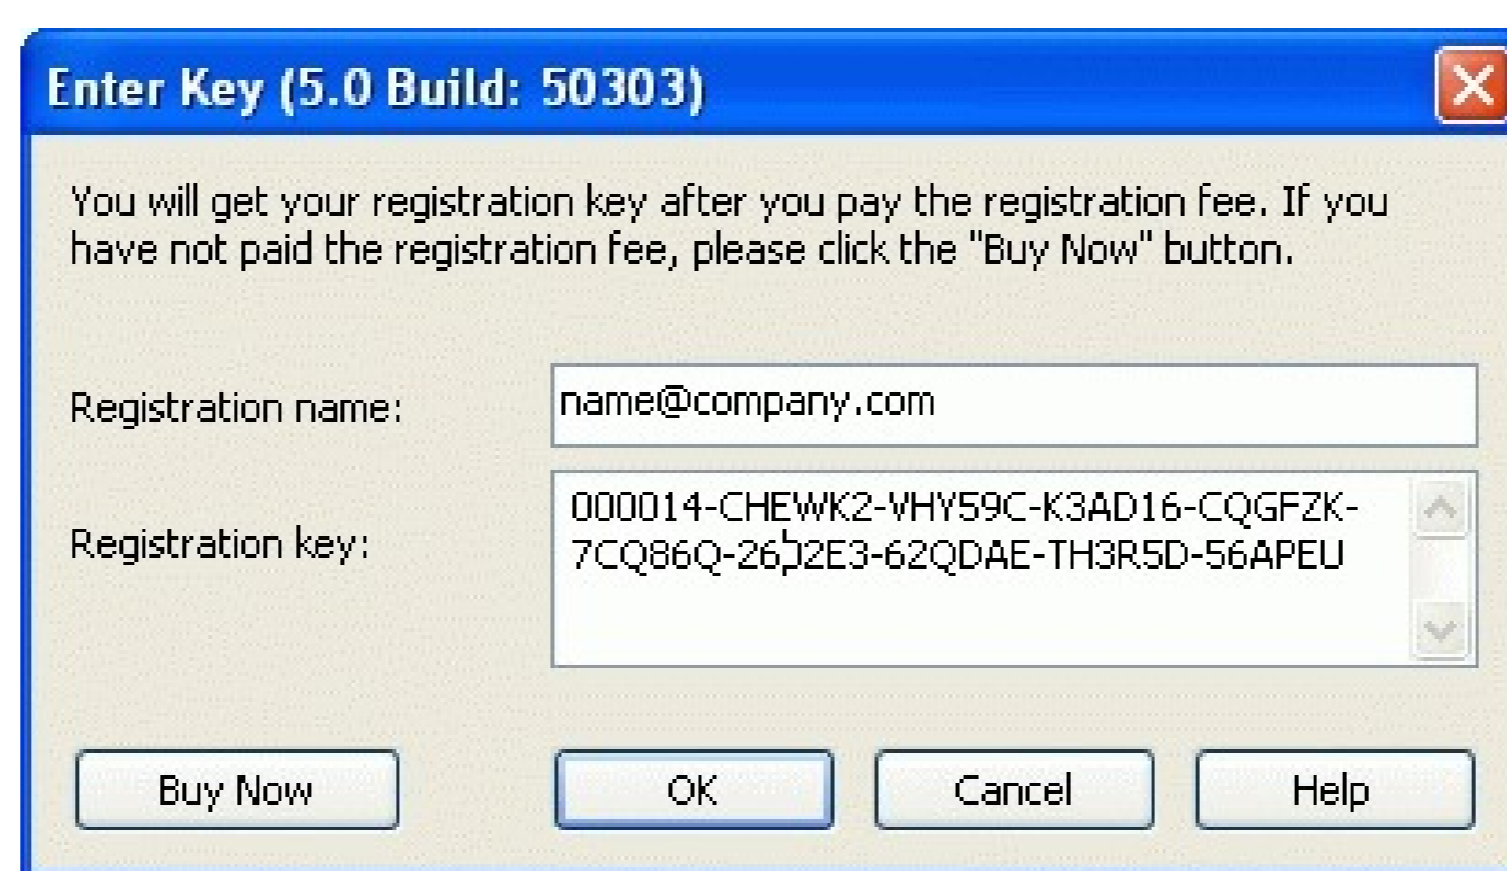 Enter Key (5.0 Build: 50303)
You will get your registration key after you pay the registration fee. If you
have not paid the registration fee, please click the "Buy Now" button.
Registration name:
name@company.com
Registration key:
000014-CHEWK2-VHY59C-K3AD16-CQGFZK-
62QDAE-TH3R5D-56APEU
Buy Now
OK
Cancel
Help